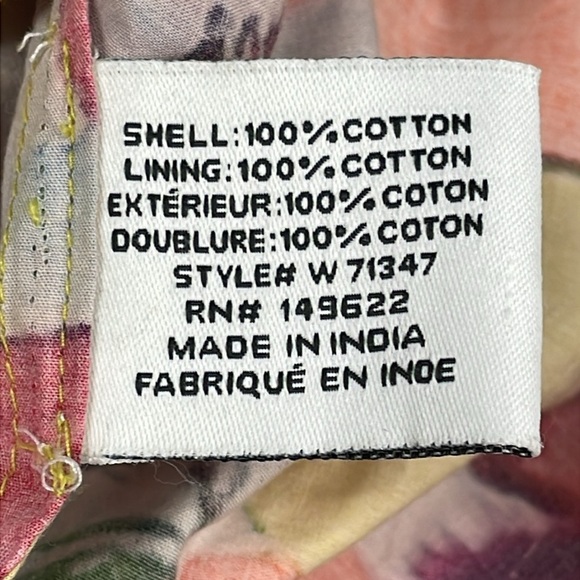 SHELL:100%COTTON
LINING:100%COTTON
EXTÉRIEUR:100%COTON
DOUBLURE:100%COTON
STYLE# W 71347
RN# 149622
MADE IN INDIA
FABRIQUÉ EN INDE